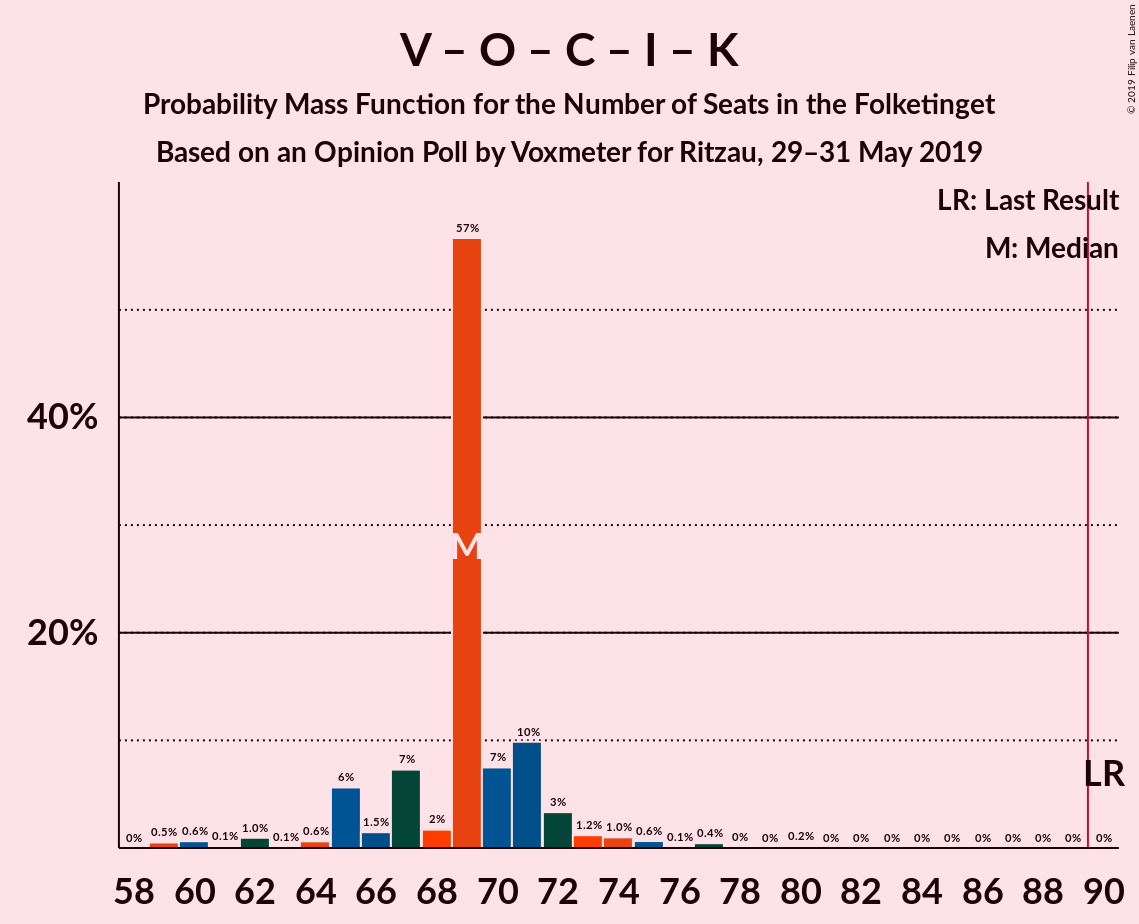 V – O – C – I – K
Probability Mass Function for the Number of Seats in the Folketinget
Based on an Opinion Poll by Voxmeter for Ritzau, 29–31 May 2019
© 2019 Filip van Laenen
LR: Last Result
M: Median
57%
40%
M
20%
LR
0% 0.5% 0.6% 0.1% 1.0% 0.1% 0.6% 6% 1.5% 7% 2% 7% 10% 3% 1.2% 1.0% 0.6% 0.1% 0.4% 0% 0% 0.2% 0% 0% 0% 0% 0% 0% 0% 0% 0% 0%
58 60 62 64 66 68 70 72 74 76 78 80 82 84 86 88 90